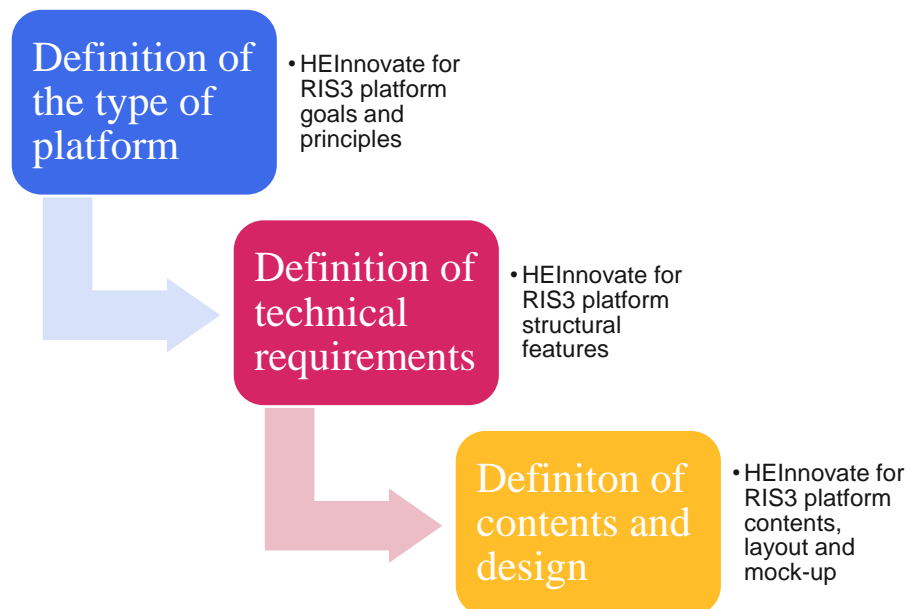 Definition of
the type of
platform
• HEInnovate for
RIS3 platform
goals and
principles
Definition of
technical
requirements
• HEInnovate for
RIS3 platform
structural
features
Definiton of
contents and
design
• HEInnovate for
RIS3 platform
contents,
layout and
mock-up